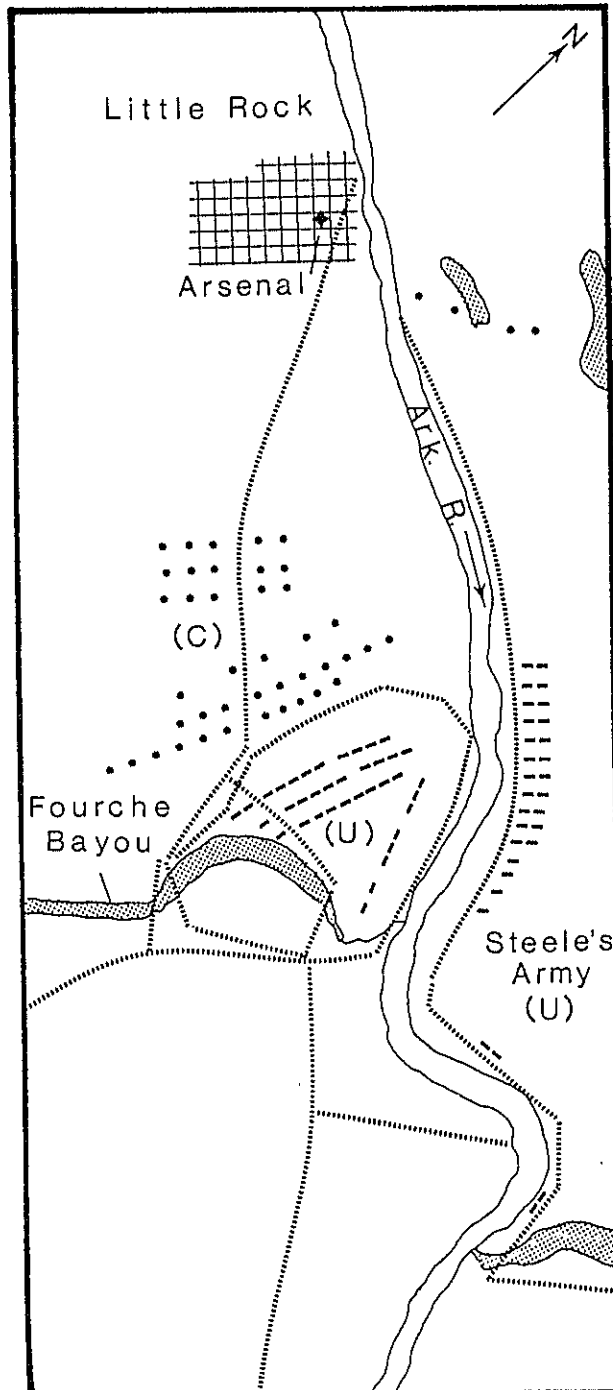 N
Little Rock
Arsenal
Ark. R.
(C)
Fourche
Bayou
(U)
Steele's
Army
(U)